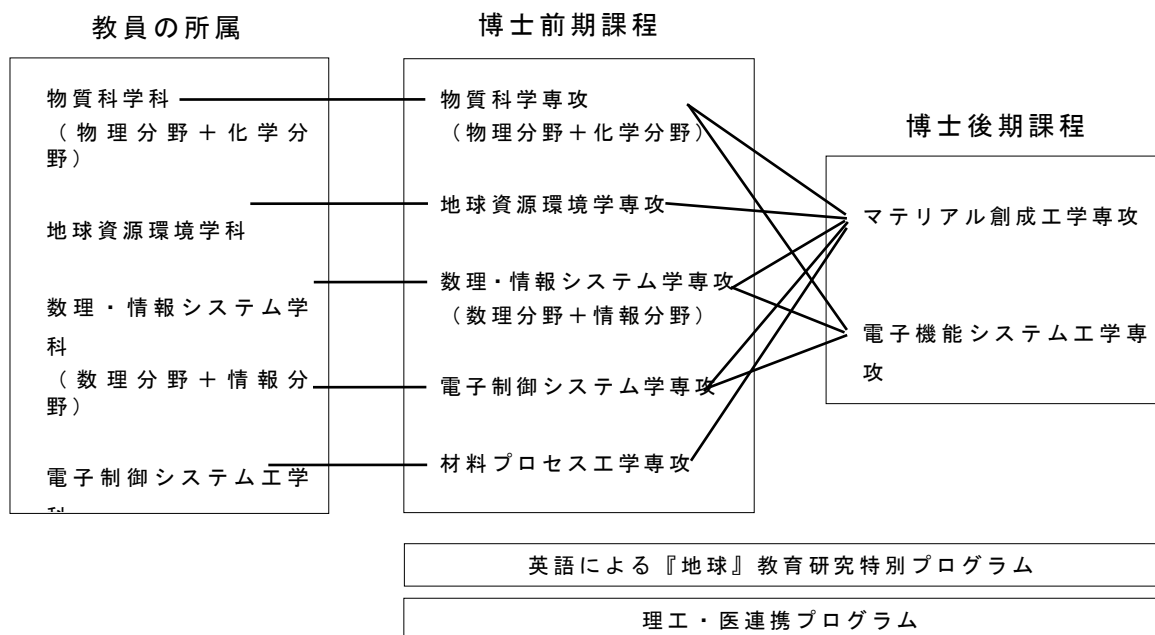 教員の所属
物質科学科
(物理分野+化学分
野)
地球資源環境学科
数理・情報システム学
科
(数理分野+情報分
野)
電子制御システム工学
博士前期課程
物質科学専攻
(物理分野+化学分野)
地球資源環境学専攻
数理・情報システム学専攻
(数理分野+情報分野)
電子制御システム学専攻
材料プロセス工学専攻
博士後期課程
マテリアル創成工学専攻
電子機能システム工学専
攻
英語による『地球』教育研究特別プログラム
理工・医連携プログラム